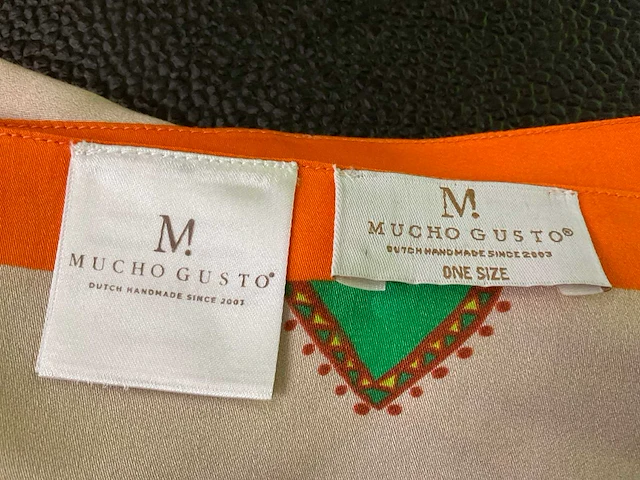 M.
MUCHO GUSTO®
DUTCH HANDMADE SINCE 2003
M.
MUCHO GUSTO®
DUTCH HANDMADE SINCE 2003
ONE SIZE